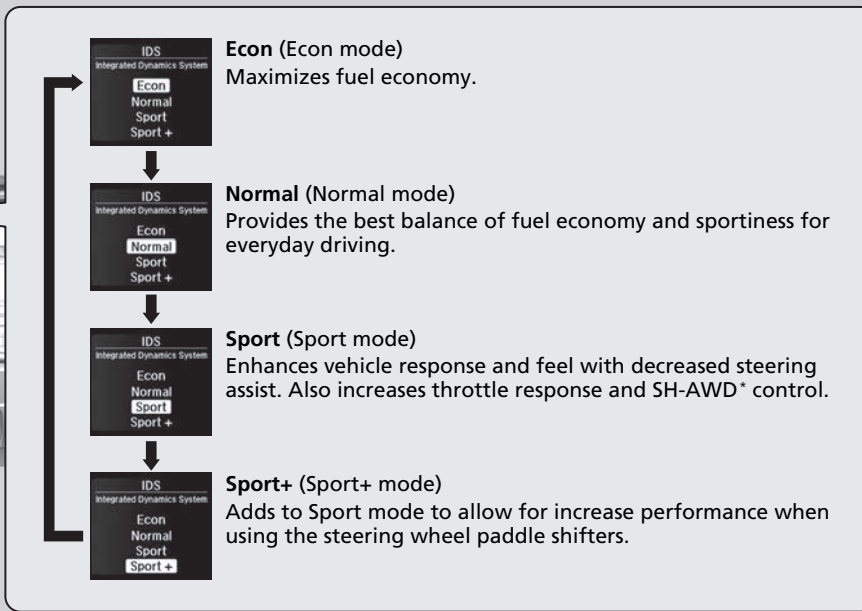 IDS
Integrated Dynamics System
Econ
Normal
Sport
Sport +
Econ (Econ mode)
Maximizes fuel economy.
IDS
Integrated Dynamics System
Econ
Normal
Sport
Sport +
Normal (Normal mode)
Provides the best balance of fuel economy and sportiness for
everyday driving.
IDS
Integrated Dynamics System
Econ
Normal
Sport
Sport +
Sport (Sport mode)
Enhances vehicle response and feel with decreased steering
assist. Also increases throttle response and SH-AWD* control.
IDS
Integrated Dynamics System
Econ
Normal
Sport
Sport +
Sport+ (Sport+ mode)
Adds to Sport mode to allow for increase performance when
using the steering wheel paddle shifters.